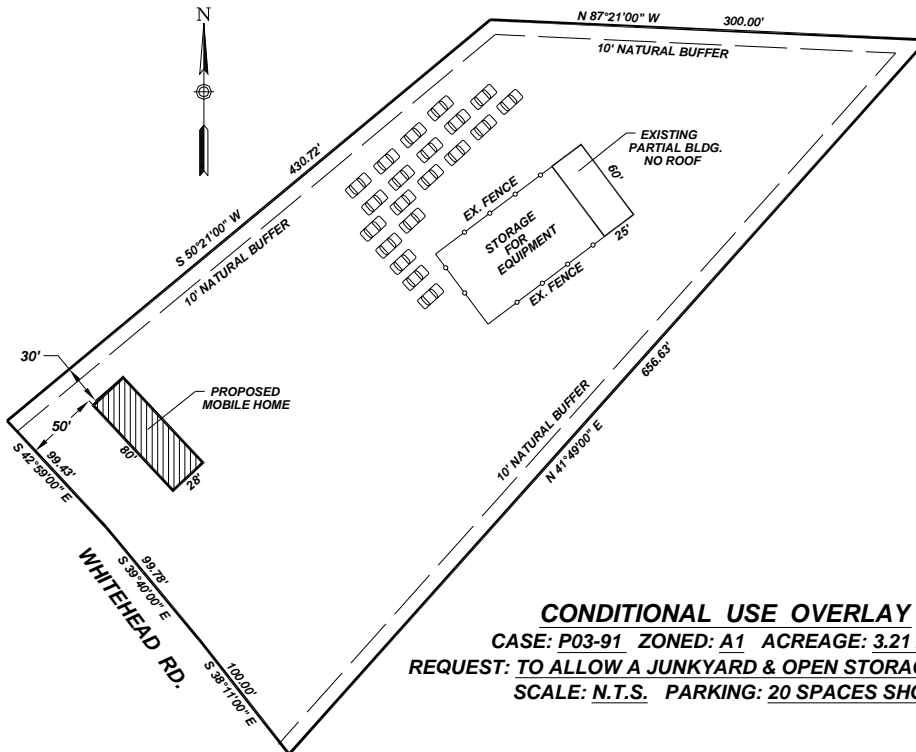 N
N 87°21'00" W 300.00'
10' NATURAL BUFFER
EXISTING
PARTIAL BLDG.
NO ROOF
60'
25'
EX. FENCE
STORAGE
FOR
EQUIPMENT
EX. FENCE
430.72'
S 50°21'00" W
10' NATURAL BUFFER
30'
PROPOSED
MOBILE HOME
50'
80'
28'
99.43'
S 42°59'00" E
656.63'
10' NATURAL BUFFER
N 41°49'00" E
99.78'
S 39°40'00" E
WHITEHEAD RD.
100.00'
S 38°11'00" E
CONDITIONAL USE OVERLAY
CASE: P03-91 ZONED: A1 ACREAGE: 3.21
REQUEST: TO ALLOW A JUNKYARD & OPEN STORAG
SCALE: N.T.S. PARKING: 20 SPACES SHO